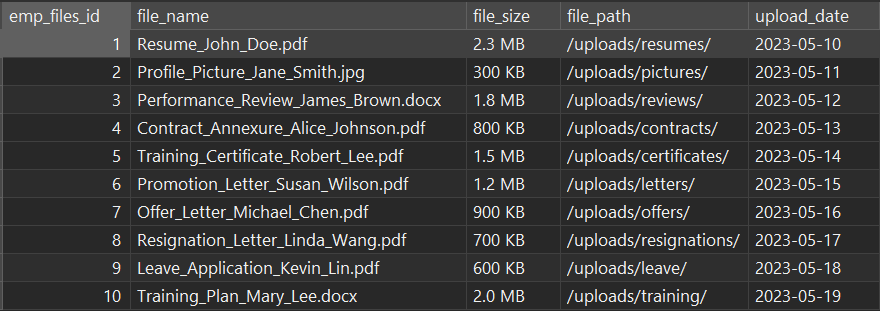 emp_files_id file_name file_size file_path upload_date
1 Resume_John_Doe.pdf 2.3 MB /uploads/resumes/ 2023-05-10
2 Profile_Picture_Jane_Smith.jpg 300 KB /uploads/pictures/ 2023-05-11
3 Performance_Review_James_Brown.docx 1.8 MB /uploads/reviews/ 2023-05-12
4 Contract_Annexure_Alice_Johnson.pdf 800 KB /uploads/contracts/ 2023-05-13
5 Training_Certificate_Robert_Lee.pdf 1.5 MB /uploads/certificates/ 2023-05-14
6 Promotion_Letter_Susan_Wilson.pdf 1.2 MB /uploads/letters/ 2023-05-15
7 Offer_Letter_Michael_Chen.pdf 900 KB /uploads/offers/ 2023-05-16
8 Resignation_Letter_Linda_Wang.pdf 700 KB /uploads/resignations/ 2023-05-17
9 Leave_Application_Kevin_Lin.pdf 600 KB /uploads/leave/ 2023-05-18
10 Training_Plan_Mary_Lee.docx 2.0 MB /uploads/training/ 2023-05-19